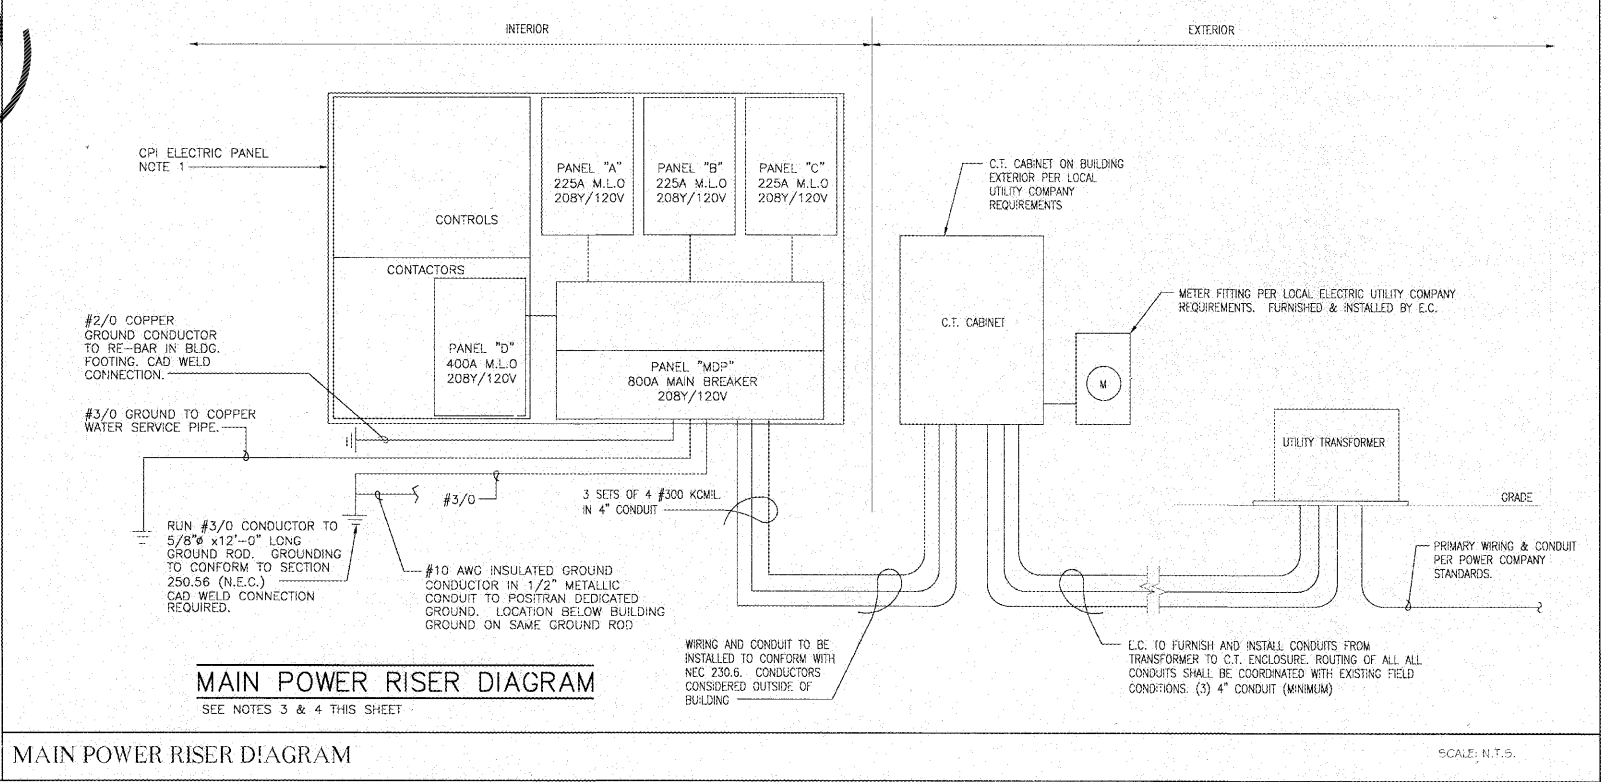 INTERIOR
EXTERIOR
CPI ELECTRIC PANEL
NOTE 1
CONTROLS
CONTACTORS
PANEL "A"
225A M.L.O
208Y/120V
PANEL "B"
225A M.L.O
208Y/120V
PANEL "C"
225A M.L.O
208Y/120V
PANEL "D"
400A M.L.O
208Y/120V
PANEL "MDP"
800A MAIN BREAKER
208Y/120V
C.T. CABINET ON BUILDING
EXTERIOR PER LOCAL
UTILITY COMPANY
REQUIREMENTS
C.T. CABINET
METER FITTING PER LOCAL ELECTRIC UTILITY COMPANY
REQUIREMENTS. FURNISHED & INSTALLED BY E.C.
M
UTILITY TRANSFORMER
GRADE
#2/0 COPPER
GROUND CONDUCTOR
TO RE-BAR IN BLDG.
FOOTING. CAD WELD
CONNECTION.
#3/0 GROUND TO COPPER
WATER SERVICE PIPE.
#3/0
3 SETS OF 4 #300 KCMIL
IN 4" CONDUIT
RUN #3/0 CONDUCTOR TO
5/8"ø x12'-0" LONG
GROUND ROD. GROUNDING
TO CONFORM TO SECTION
250.56 (N.E.C.)
CAD WELD CONNECTION
REQUIRED.
#10 AWG INSULATED GROUND
CONDUCTOR IN 1/2" METALLIC
CONDUIT TO POSITRAN DEDICATED
GROUND. LOCATION BELOW BUILDING
GROUND ON SAME GROUND ROD
PRIMARY WIRING & CONDUIT
PER POWER COMPANY
STANDARDS.
WIRING AND CONDUIT TO BE
INSTALLED TO CONFORM WITH
NEC 230.6. CONDUCTORS
CONSIDERED OUTSIDE OF
BUILDING
E.C. TO FURNISH AND INSTALL CONDUITS FROM
TRANSFORMER TO C.T. ENCLOSURE. ROUTING OF ALL ALL
CONDUITS SHALL BE COORDINATED WITH EXISTING FIELD
CONDITIONS. (3) 4" CONDUIT (MINIMUM)
MAIN POWER RISER DIAGRAM
SEE NOTES 3 & 4 THIS SHEET
MAIN POWER RISER DIAGRAM
SCALE: N.T.S.